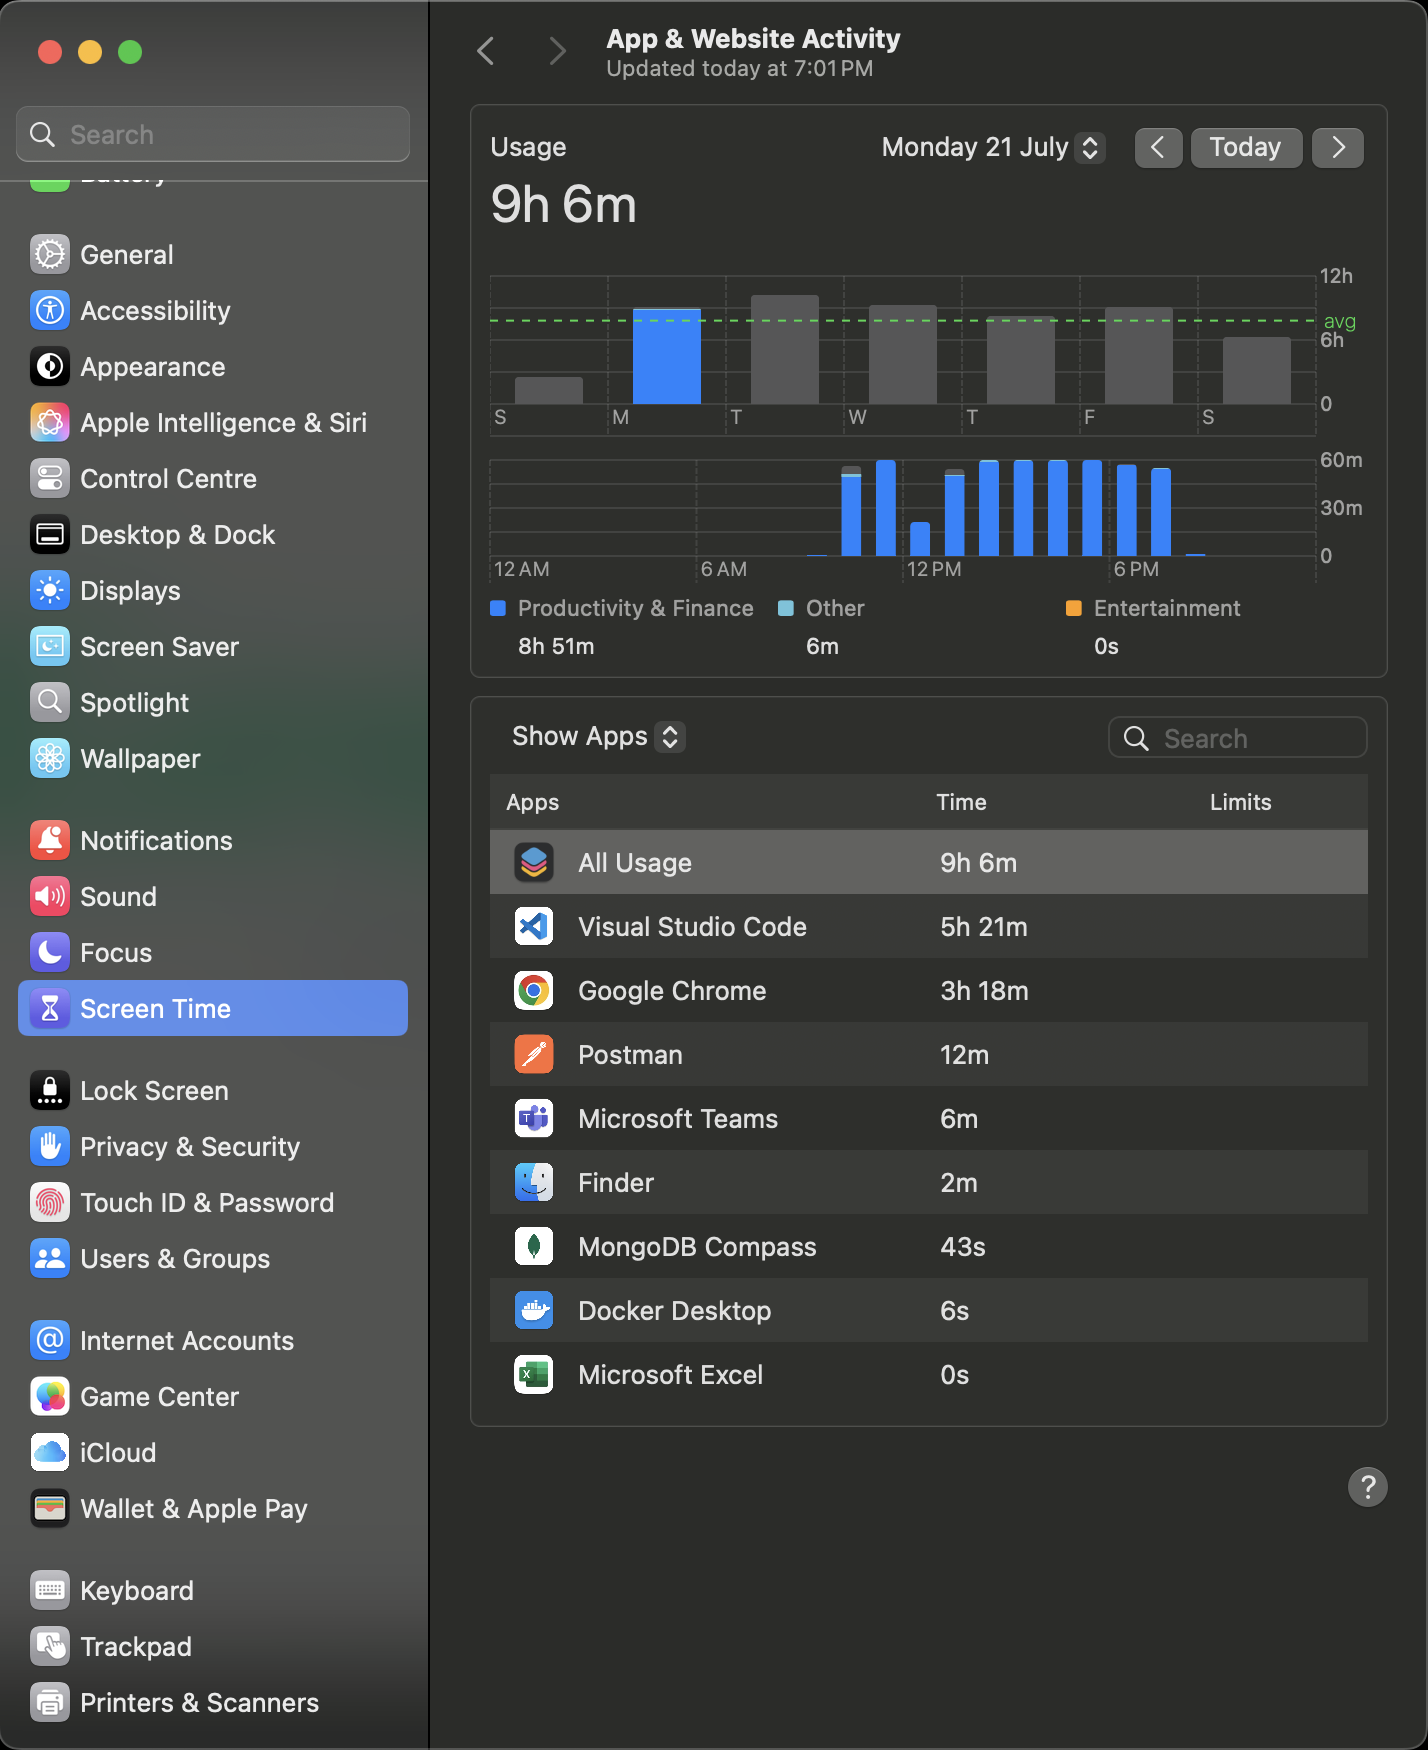 App & Website Activity
Updated today at 7:01 PM
Search
Battery
General
Accessibility
Appearance
Apple Intelligence & Siri
Control Centre
Desktop & Dock
Displays
Screen Saver
Spotlight
Wallpaper
Notifications
Sound
Focus
Screen Time
Lock Screen
Privacy & Security
Touch ID & Password
Users & Groups
Internet Accounts
Game Center
iCloud
Wallet & Apple Pay
Keyboard
Trackpad
Printers & Scanners
Usage
Monday 21 July
Today
9h 6m
12h
avg
6h
0
S M T W T F S
60m
30m
0
12 AM 6 AM 12 PM 6 PM
Productivity & Finance Other Entertainment
8h 51m 6m 0s
Show Apps
Search
Apps Time Limits
All Usage 9h 6m
Visual Studio Code 5h 21m
Google Chrome 3h 18m
Postman 12m
Microsoft Teams 6m
Finder 2m
MongoDB Compass 43s
Docker Desktop 6s
Microsoft Excel 0s
?